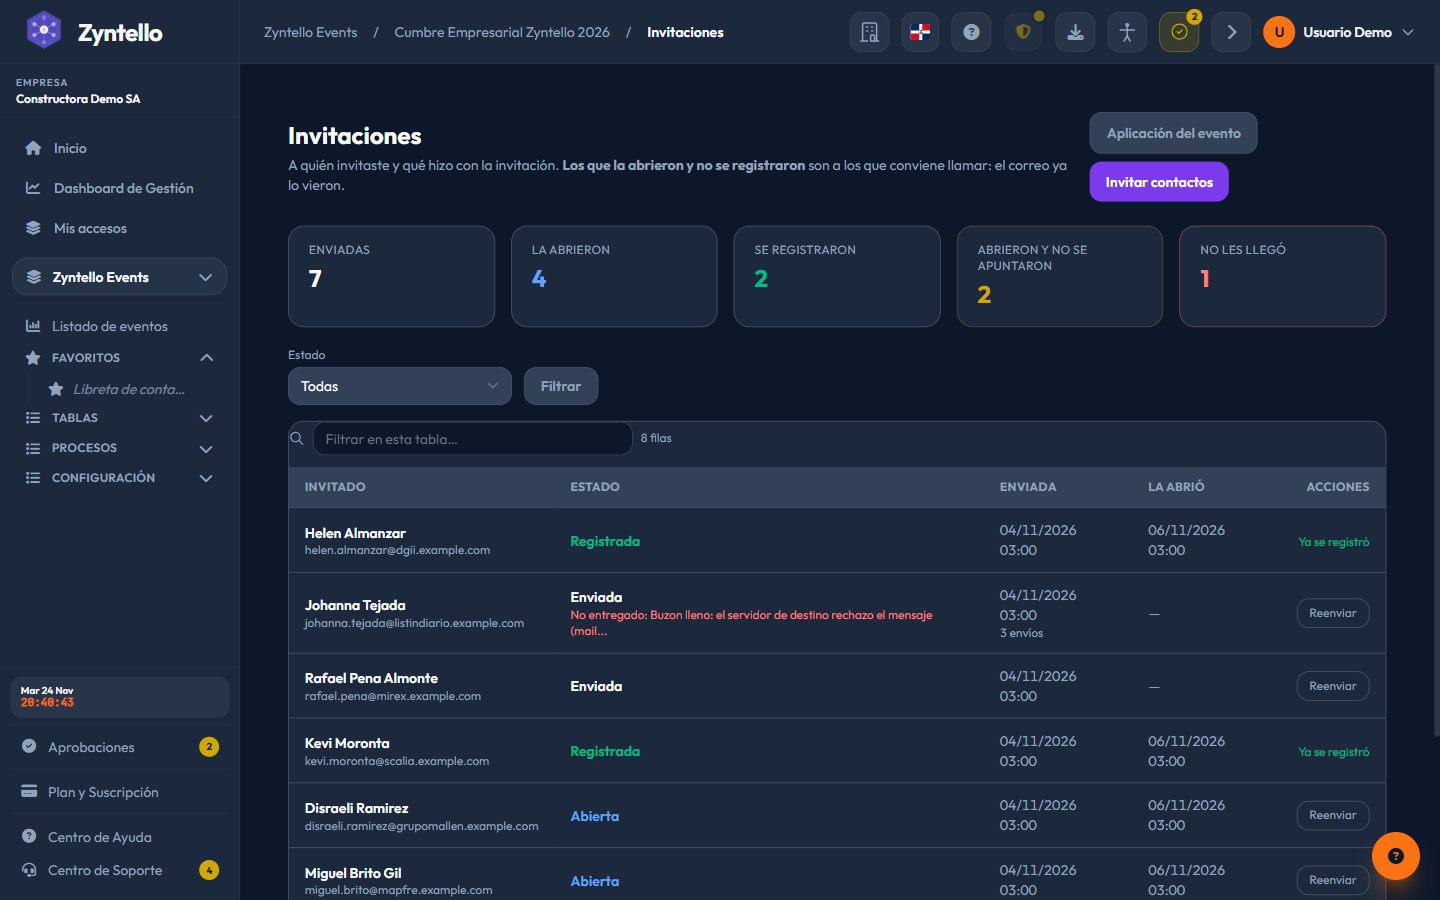 Zyntello
Zyntello Events / Cumbre Empresarial Zyntello 2026 / Invitaciones
2
U
Usuario Demo
EMPRESA
Constructora Demo SA
Inicio
Dashboard de Gestión
Mis accesos
Zyntello Events
Listado de eventos
FAVORITOS
Libreta de conta...
TABLAS
PROCESOS
CONFIGURACIÓN
Mar 24 Nov
20:40:43
Aprobaciones 2
Plan y Suscripción
Centro de Ayuda
Centro de Soporte 4
Invitaciones
A quién invitaste y qué hizo con la invitación. Los que la abrieron y no se registraron son a los que conviene llamar: el correo ya
lo vieron.
Aplicación del evento
Invitar contactos
ENVIADAS
7
LA ABRIERON
4
SE REGISTRARON
2
ABRIERON Y NO SE
APUNTARON
2
NO LES LLEGÓ
1
Estado
Todas
Filtrar
Filtrar en esta tabla...
8 filas
INVITADO ESTADO ENVIADA LA ABRIÓ ACCIONES
Helen Almanzar
helen.almanzar@dgii.example.com
Registrada
04/11/2026
03:00
06/11/2026
03:00
Ya se registró
Johanna Tejada
johanna.tejada@listindiario.example.com
Enviada
No entregado: Buzon lleno: el servidor de destino rechazo el mensaje
(mail...
04/11/2026
03:00
3 envíos
—
Reenviar
Rafael Pena Almonte
rafael.pena@mirex.example.com
Enviada
04/11/2026
03:00
—
Reenviar
Kevi Moronta
kevi.moronta@scalia.example.com
Registrada
04/11/2026
03:00
06/11/2026
03:00
Ya se registró
Disraeli Ramirez
disraeli.ramirez@grupomallen.example.com
Abierta
04/11/2026
03:00
06/11/2026
03:00
Reenviar
Miguel Brito Gil
miguel.brito@mapfre.example.com
Abierta
04/11/2026
03:00
06/11/2026
03:00
Reenviar